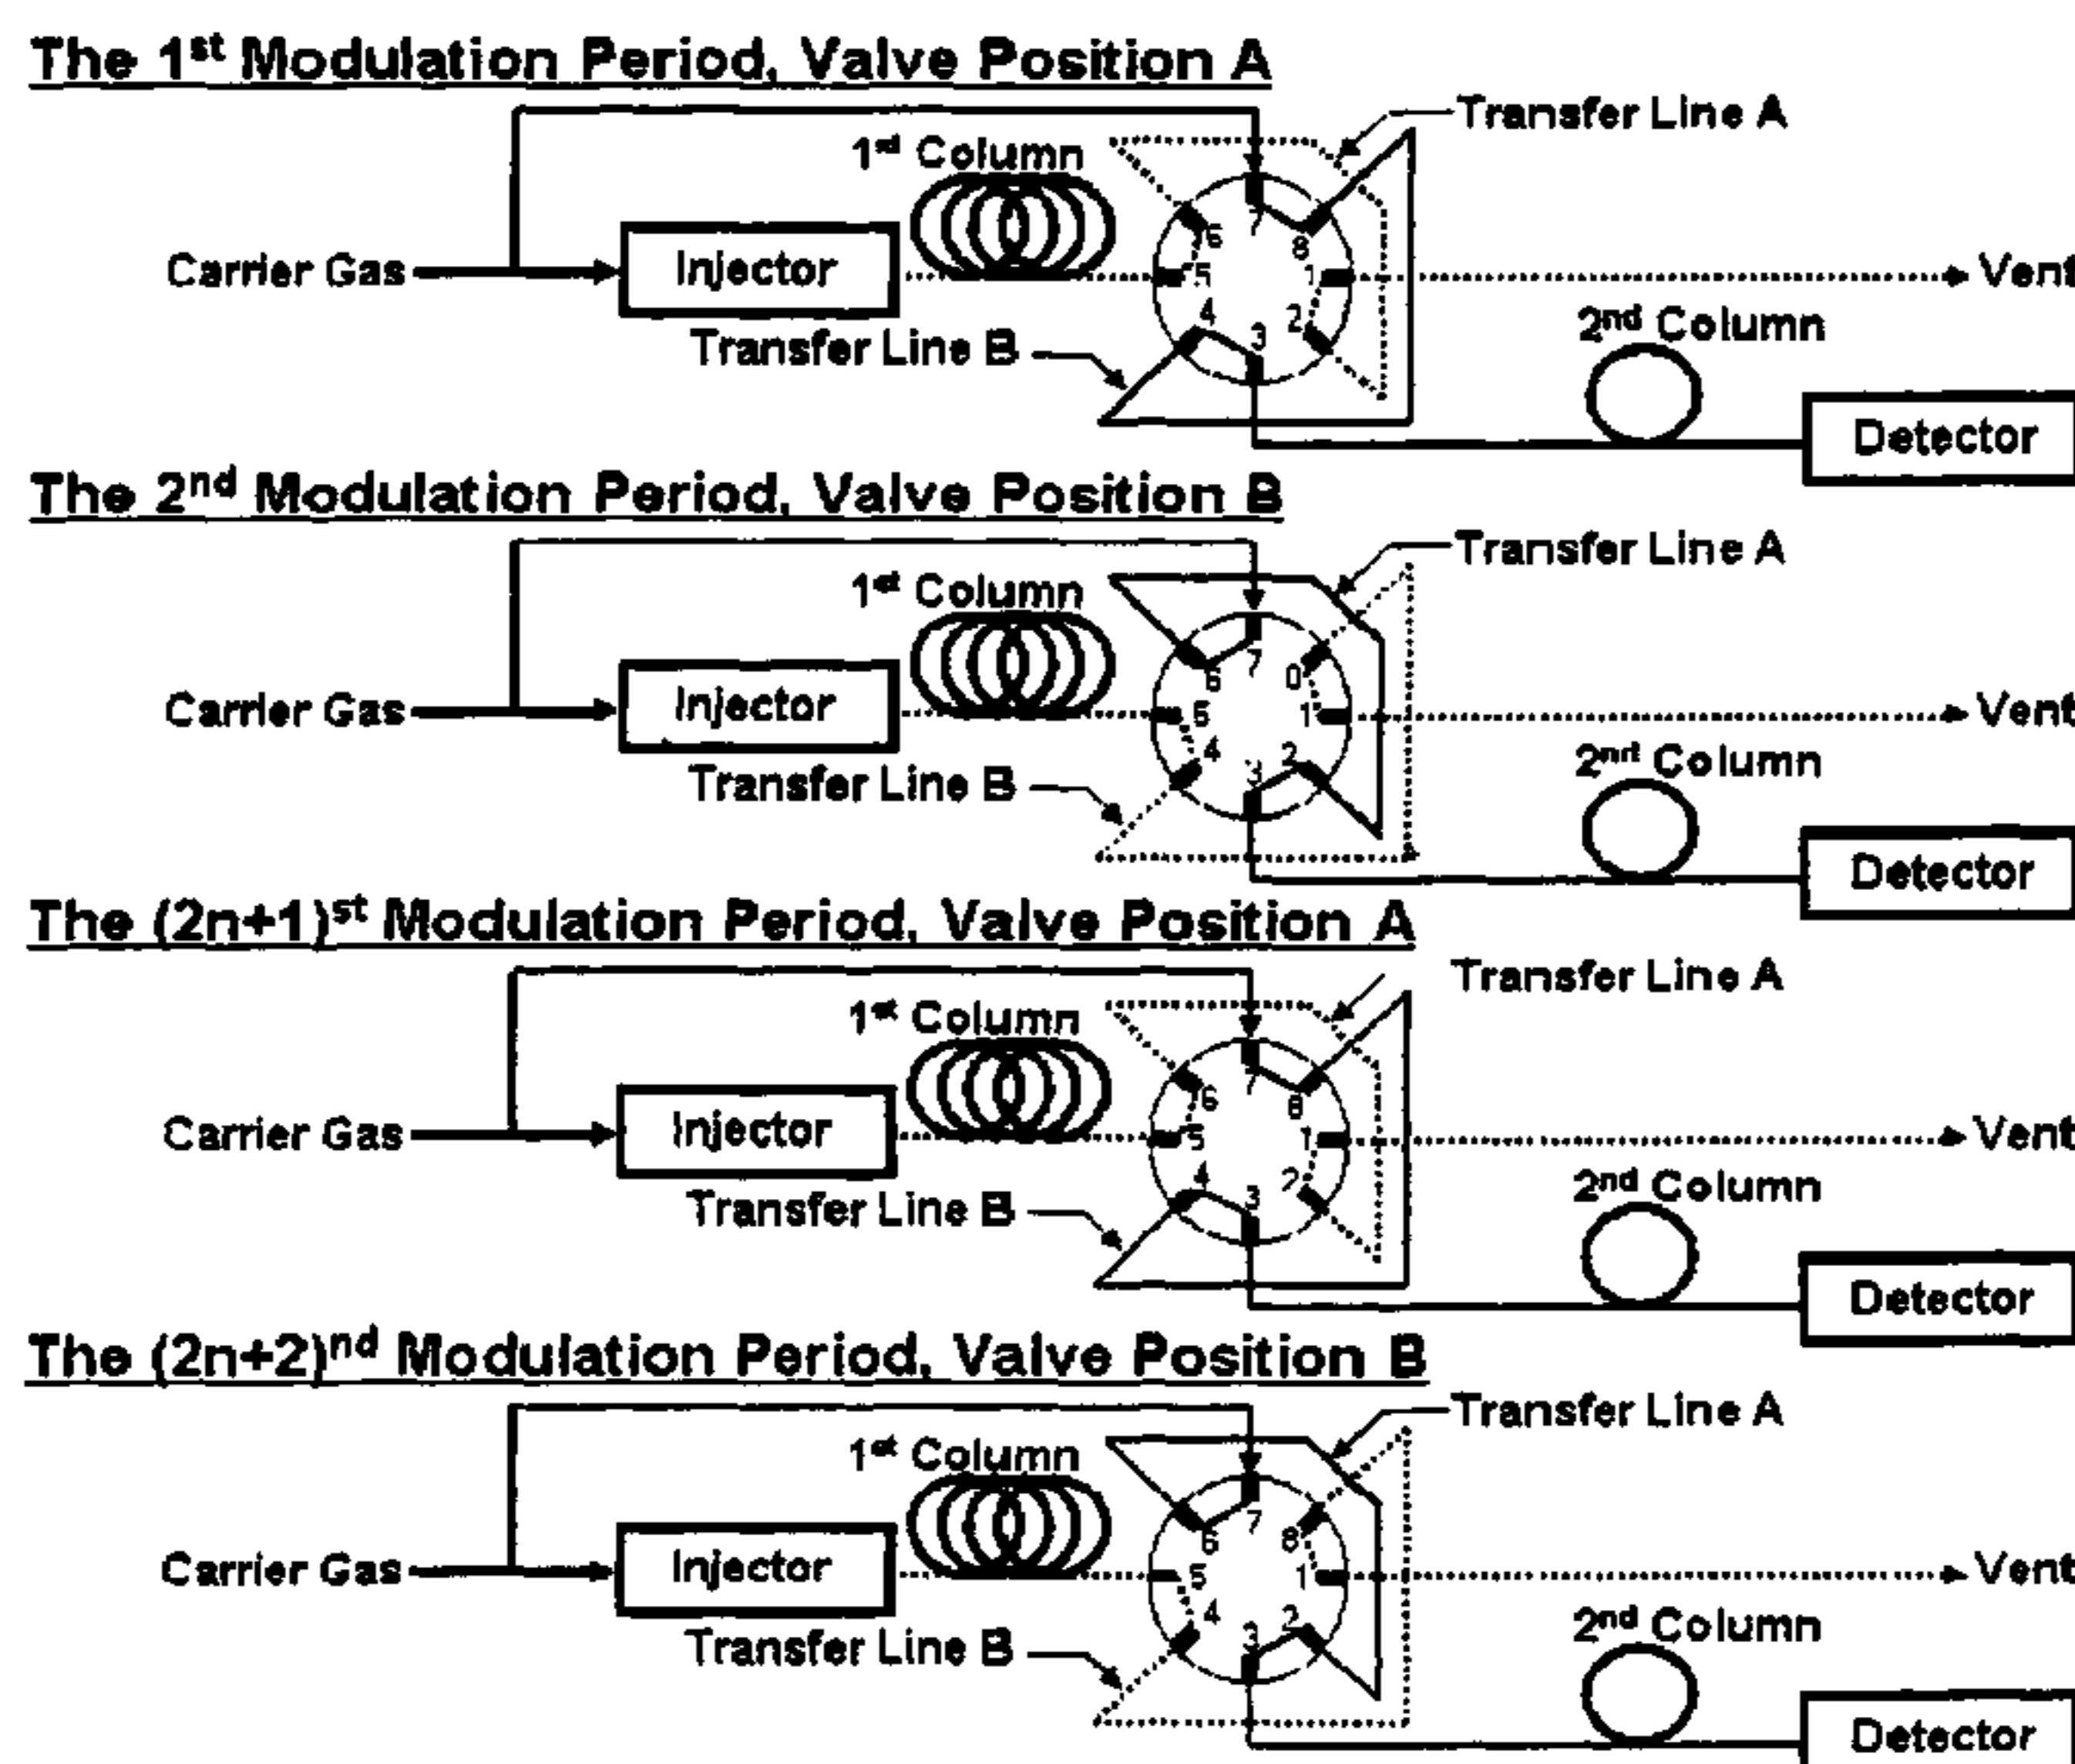 The 1st Modulation Period, Valve Position A
Transfer Line A
1st Column
7
6
8
Carrier Gas
Injector
5
1
Vent
4
3
2
2nd Column
Transfer Line B
Detector
The 2nd Modulation Period, Valve Position B
Transfer Line A
1st Column
7
6
0
Carrier Gas
Injector
5
1
Vent
4
3
2
2nd Column
Transfer Line B
Detector
The (2n+1)st Modulation Period, Valve Position A
Transfer Line A
1st Column
7
6
8
Carrier Gas
Injector
5
1
Vent
4
3
2
2nd Column
Transfer Line B
Detector
The (2n+2)nd Modulation Period, Valve Position B
Transfer Line A
1st Column
7
6
8
Carrier Gas
Injector
5
1
Vent
4
3
2
2nd Column
Transfer Line B
Detector